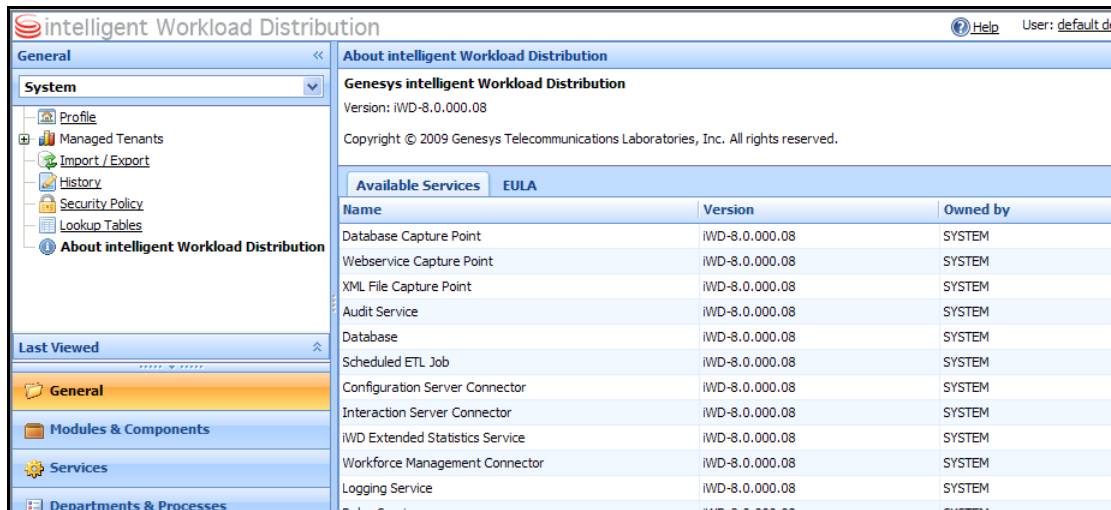 intelligent Workload Distribution
Help
User: default de
General
System
Profile
Managed Tenants
Import / Export
History
Security Policy
Lookup Tables
About intelligent Workload Distribution
Last Viewed
General
Modules & Components
Services
Departments & Processes
About intelligent Workload Distribution
Genesys intelligent Workload Distribution
Version: iWD-8.0.000.08
Copyright © 2009 Genesys Telecommunications Laboratories, Inc. All rights reserved.
Available Services EULA
Name Version Owned by
Database Capture Point iWD-8.0.000.08 SYSTEM
Webservice Capture Point iWD-8.0.000.08 SYSTEM
XML File Capture Point iWD-8.0.000.08 SYSTEM
Audit Service iWD-8.0.000.08 SYSTEM
Database iWD-8.0.000.08 SYSTEM
Scheduled ETL Job iWD-8.0.000.08 SYSTEM
Configuration Server Connector iWD-8.0.000.08 SYSTEM
Interaction Server Connector iWD-8.0.000.08 SYSTEM
iWD Extended Statistics Service iWD-8.0.000.08 SYSTEM
Workforce Management Connector iWD-8.0.000.08 SYSTEM
Logging Service iWD-8.0.000.08 SYSTEM